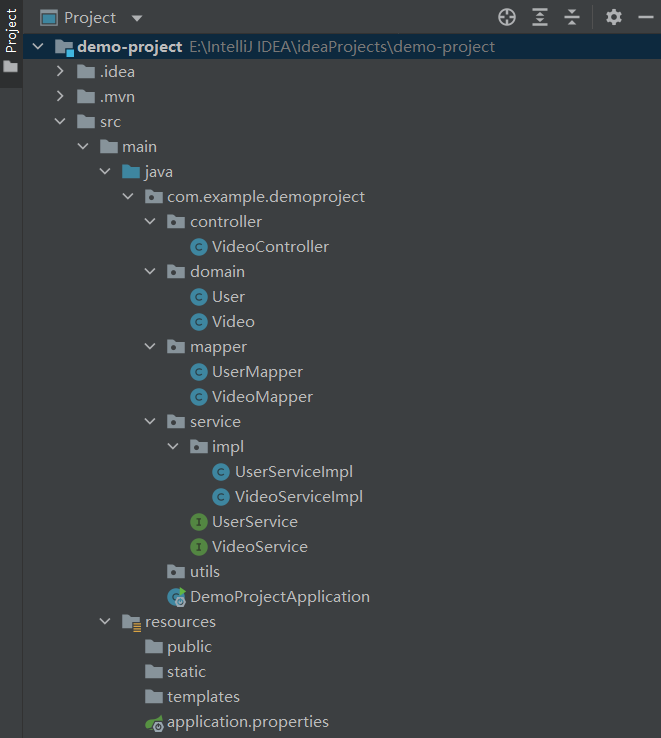 Project
Project
demo-project E:\IntelliJ IDEA\ideaProjects\demo-project
.idea
.mvn
src
main
java
com.example.demoproject
controller
C VideoController
domain
C User
C Video
mapper
C UserMapper
C VideoMapper
service
impl
C UserServiceImpl
C VideoServiceImpl
I UserService
I VideoService
utils
C DemoProjectApplication
resources
public
static
templates
application.properties